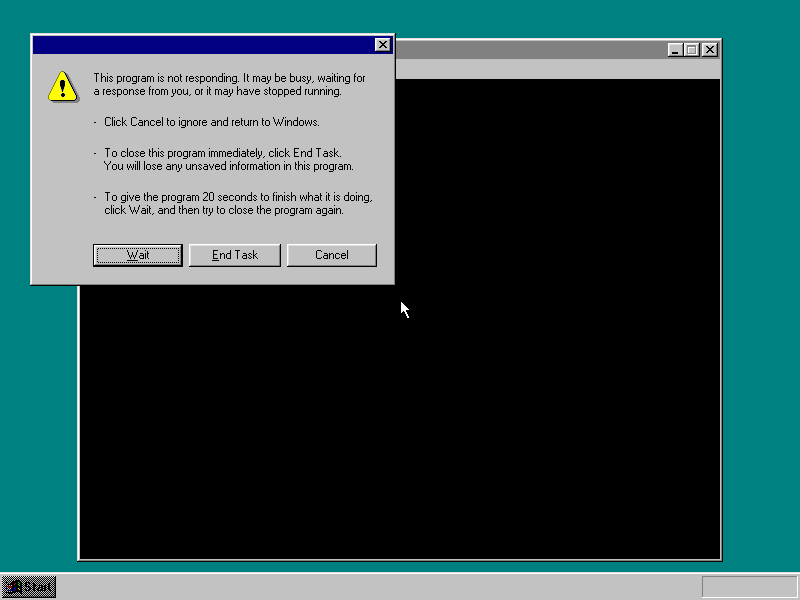 This program is not responding. It may be busy, waiting for
a response from you, or it may have stopped running.
- Click Cancel to ignore and return to Windows.
- To close this program immediately, click End Task.
You will lose any unsaved information in this program.
- To give the program 20 seconds to finish what it is doing,
click Wait, and then try to close the program again.
Wait End Task Cancel
Start